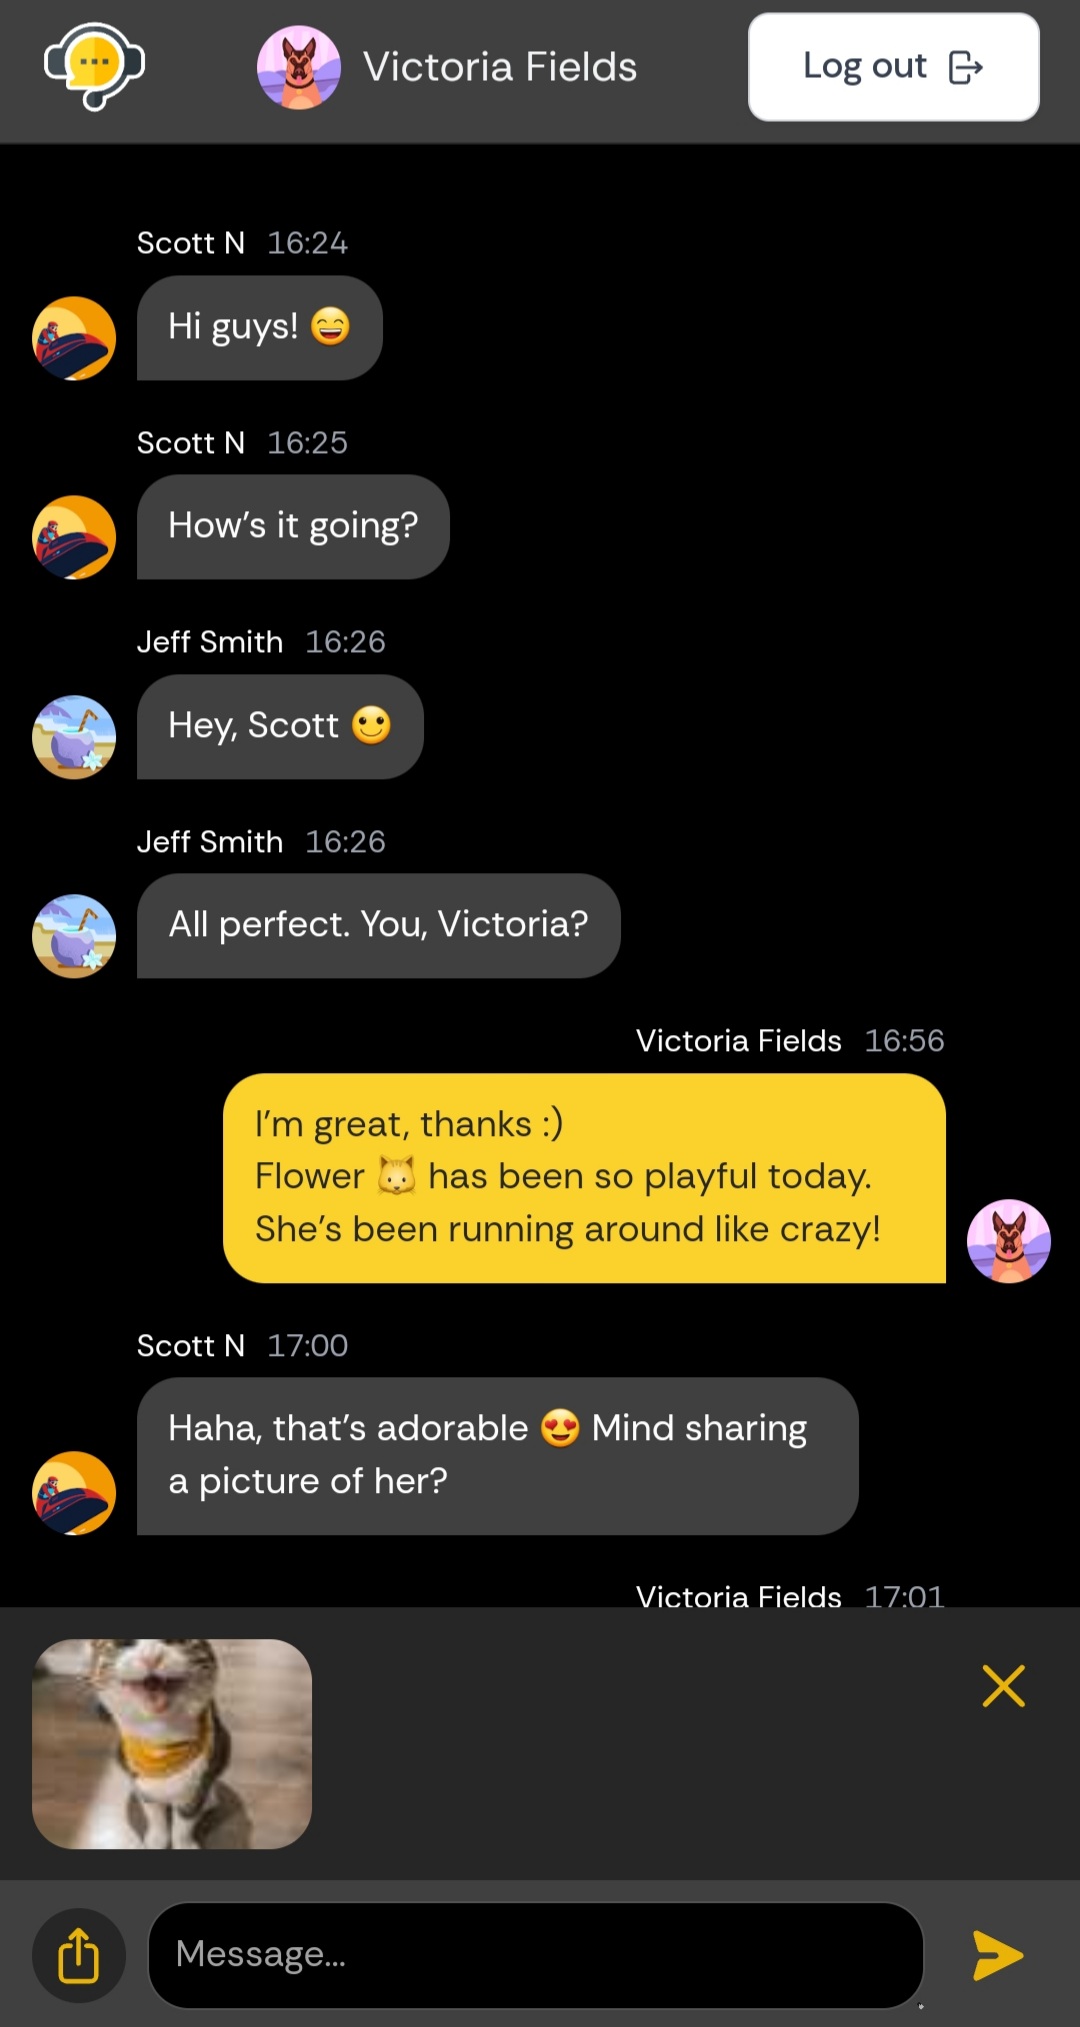 Victoria Fields
Log out
Scott N 16:24
Hi guys! 😄
Scott N 16:25
How's it going?
Jeff Smith 16:26
Hey, Scott 🙂
Jeff Smith 16:26
All perfect. You, Victoria?
Victoria Fields 16:56
I'm great, thanks :)
Flower 🐱 has been so playful today.
She's been running around like crazy!
Scott N 17:00
Haha, that's adorable 😍 Mind sharing
a picture of her?
Victoria Fields 17:01
Message...